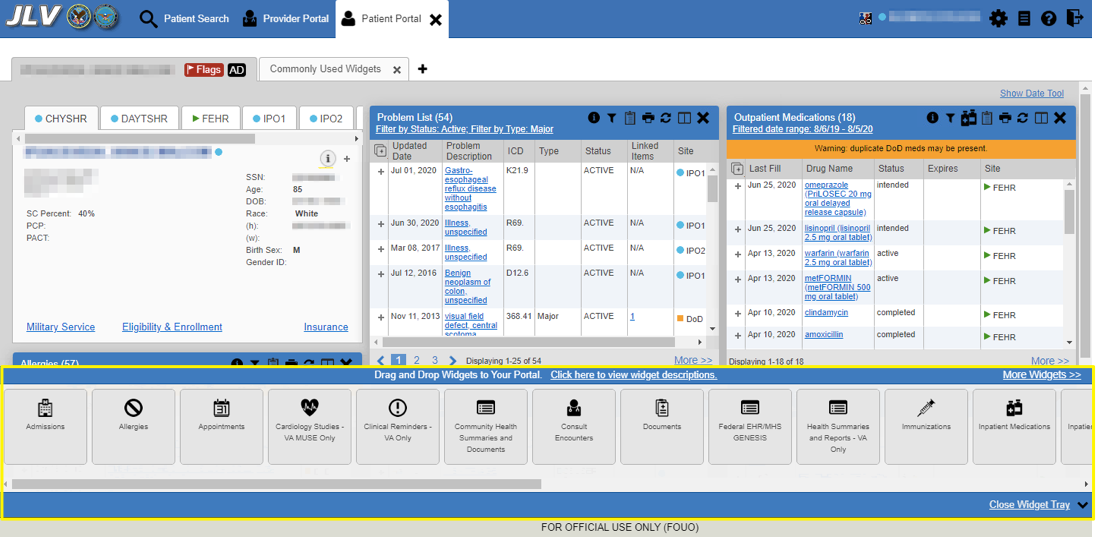 JLV Patient Search Provider Portal Patient Portal
Flags AD Commonly Used Widgets
Show Date Tool
CHYSHR DAYTSHR FEHR IPO1 IPO2
SSN:
Age: 85
DOB:
SC Percent: 40%
Race: White
PCP:
(h):
PACT:
(w):
Birth Sex: M
Gender ID:
Military Service Eligibility & Enrollment Insurance
Allergies (57)
Problem List (54)
Filter by Status: Active; Filter by Type: Major
Updated Date Problem Description ICD Type Status Linked Items Site
Jul 01, 2020 Gastro-esophageal reflux disease without esophagitis K21.9 ACTIVE N/A IPO1
Jun 30, 2020 Illness, unspecified R69. ACTIVE N/A IPO1
Mar 08, 2017 Illness, unspecified R69. ACTIVE N/A IPO2
Jul 12, 2016 Benign neoplasm of colon, unspecified D12.6 ACTIVE N/A IPO1
Nov 11, 2013 visual field defect, central scotoma 368.41 Major ACTIVE 1 DoD
1 2 3 Displaying 1-25 of 54 More >>
Outpatient Medications (18)
Filtered date range: 8/6/19 - 8/5/20
Warning: duplicate DoD meds may be present.
Last Fill Drug Name Status Expires Site
Jun 25, 2020 omeprazole (PriLOSEC 20 mg oral delayed release capsule) intended FEHR
Jun 25, 2020 lisinopril (lisinopril 2.5 mg oral tablet) intended FEHR
Apr 13, 2020 warfarin (warfarin 2.5 mg oral tablet) active FEHR
Apr 13, 2020 metFORMIN (metFORMIN 500 mg oral tablet) active FEHR
Apr 10, 2020 clindamycin completed FEHR
Apr 10, 2020 amoxicillin completed FEHR
Displaying 1-18 of 18 More >>
Drag and Drop Widgets to Your Portal. Click here to view widget descriptions. More Widgets >>
Admissions
Allergies
Appointments
Cardiology Studies - VA MUSE Only
Clinical Reminders - VA Only
Community Health Summaries and Documents
Consult Encounters
Documents
Federal EHR/MHS GENESIS
Health Summaries and Reports - VA Only
Immunizations
Inpatient Medications
Close Widget Tray
FOR OFFICIAL USE ONLY (FOUO)